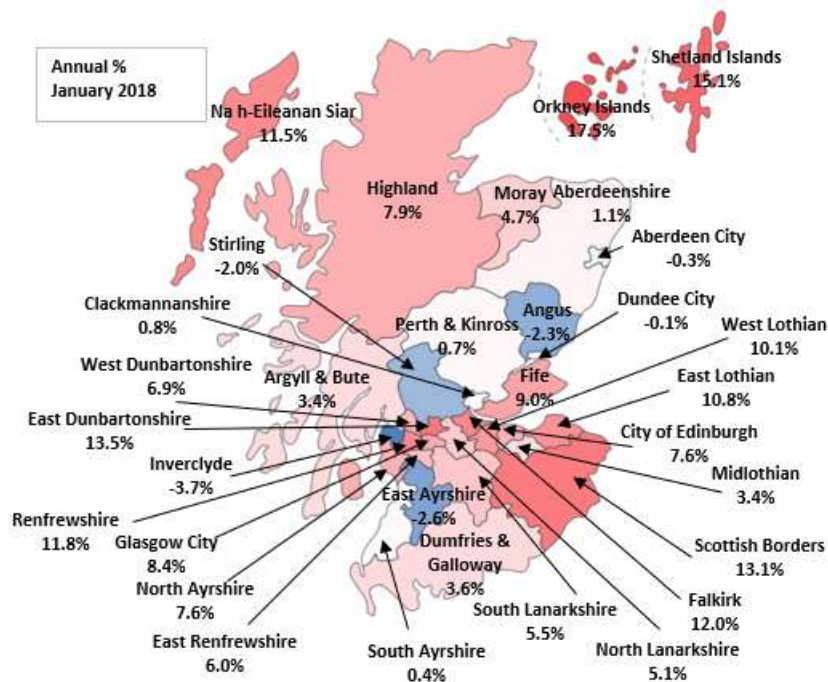 Annual %
January 2018
Shetland Islands
15.1%
Na h-Eileanan Siar
11.5%
Orkney Islands
17.5%
Highland
7.9%
Moray
4.7%
Aberdeenshire
1.1%
Aberdeen City
-0.3%
Stirling
-2.0%
Clackmannanshire
0.8%
Perth & Kinross
0.7%
Angus
-2.3%
Dundee City
-0.1%
West Lothian
10.1%
West Dunbartonshire
6.9%
Argyll & Bute
3.4%
Fife
9.0%
East Lothian
10.8%
East Dunbartonshire
13.5%
City of Edinburgh
7.6%
Inverclyde
-3.7%
Midlothian
3.4%
Renfrewshire
11.8%
East Ayrshire
-2.6%
Glasgow City
8.4%
Dumfries &
Galloway
3.6%
Scottish Borders
13.1%
North Ayrshire
7.6%
South Lanarkshire
5.5%
Falkirk
12.0%
East Renfrewshire
6.0%
South Ayrshire
0.4%
North Lanarkshire
5.1%